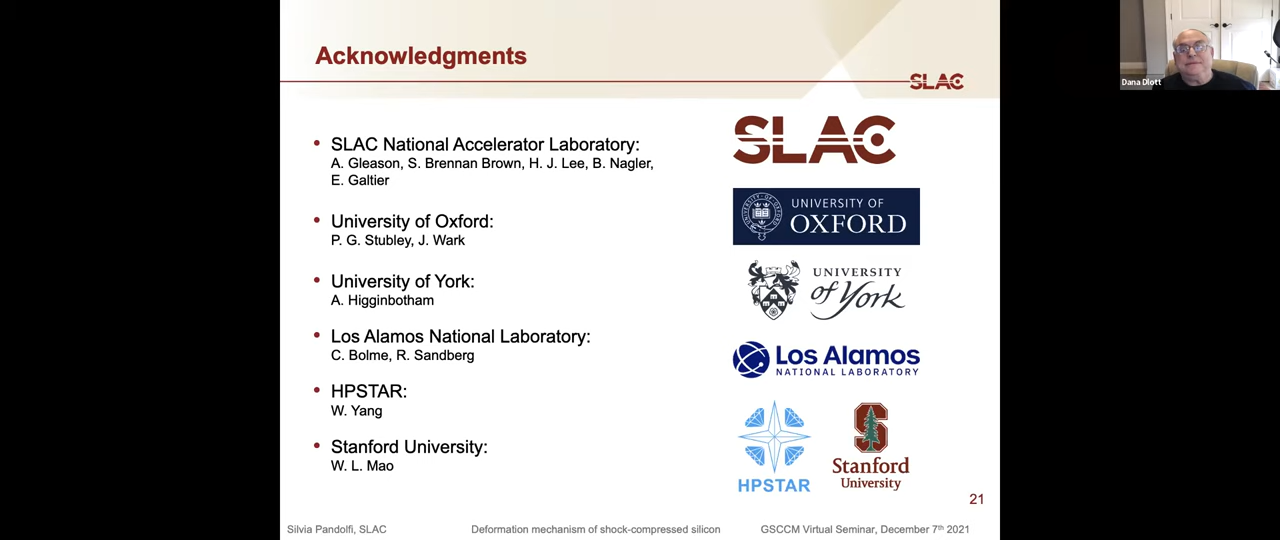 Acknowledgments
SLAC
Dana Dlott
• SLAC National Accelerator Laboratory:
A. Gleason, S. Brennan Brown, H. J. Lee, B. Nagler,
E. Galtier
• University of Oxford:
P. G. Stubley, J. Wark
• University of York:
A. Higginbotham
• Los Alamos National Laboratory:
C. Bolme, R. Sandberg
• HPSTAR:
W. Yang
• Stanford University:
W. L. Mao
SLAC
UNIVERSITY OF
OXFORD
UNIVERSITY
of York
Los Alamos
NATIONAL LABORATORY
HPSTAR
Stanford
University
21
Silvia Pandolfi, SLAC
Deformation mechanism of shock-compressed silicon
GSCCM Virtual Seminar, December 7th 2021